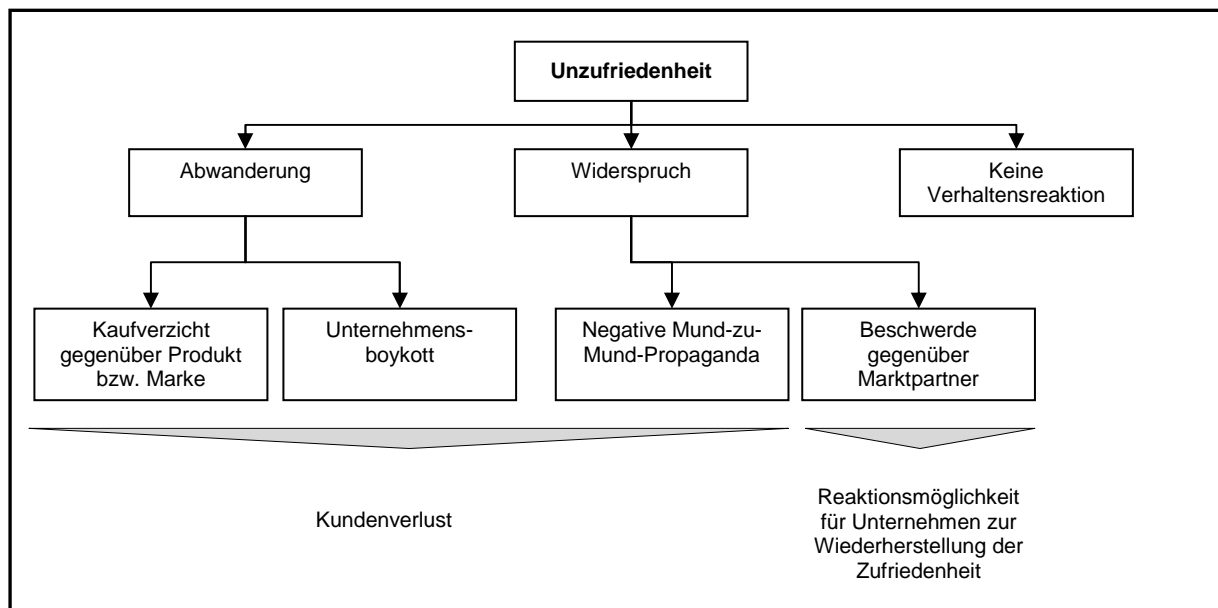 Unzufriedenheit
Abwanderung
Widerspruch
Keine
Verhaltensreaktion
Kaufverzicht
gegenüber Produkt
bzw. Marke
Unternehmens-
boykott
Negative Mund-zu-
Mund-Propaganda
Beschwerde
gegenüber
Marktpartner
Kundenverlust
Reaktionsmöglichkeit
für Unternehmen zur
Wiederherstellung der
Zufriedenheit